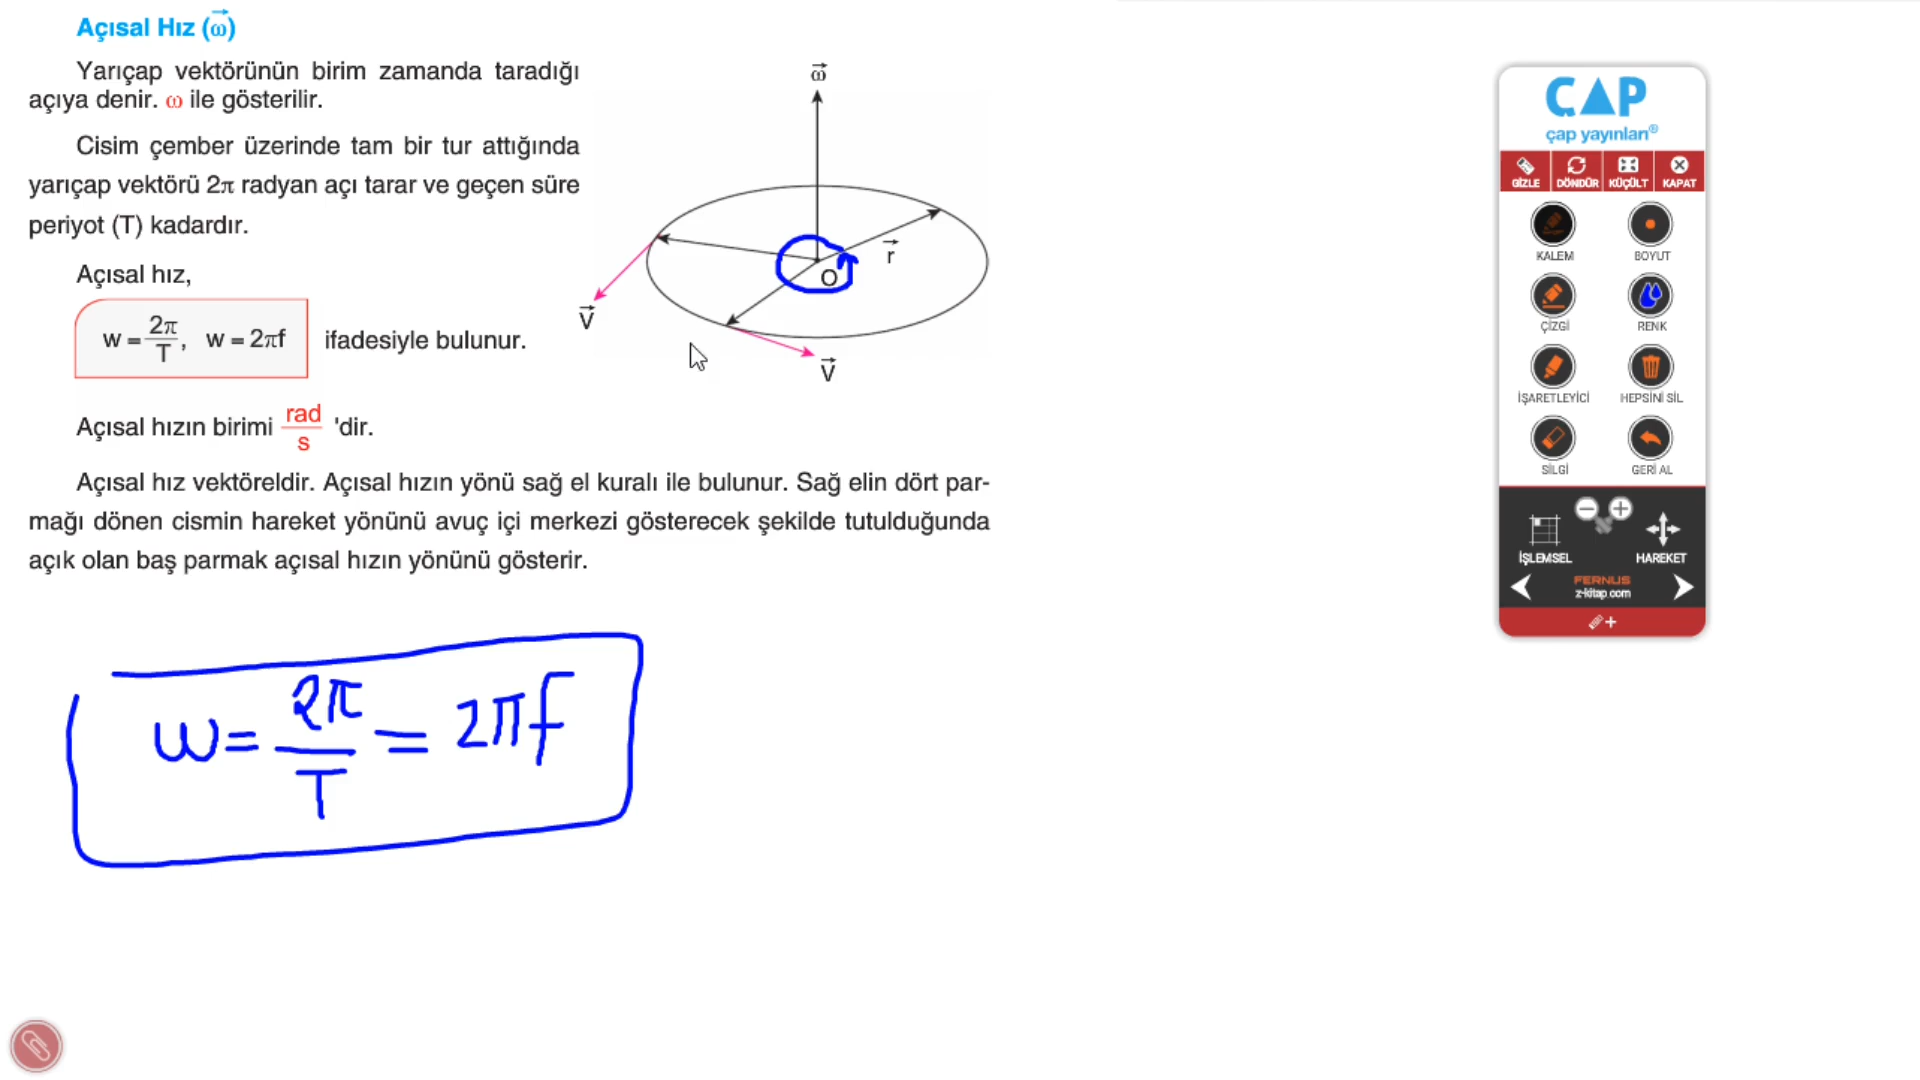 Açısal Hız (ω⃗)
Yarıçap vektörünün birim zamanda taradığı
açıya denir. ω ile gösterilir.
Cisim çember üzerinde tam bir tur attığında
yarıçap vektörü 2π radyan açı tarar ve geçen süre
periyot (T) kadardır.
Açısal hız,
w = 2π/T, w = 2πf ifadesiyle bulunur.
Açısal hızın birimi rad/s 'dir.
ω⃗
r⃗
O
V⃗
V⃗
Açısal hız vektöreldir. Açısal hızın yönü sağ el kuralı ile bulunur. Sağ elin dört par-
mağı dönen cismin hareket yönünü avuç içi merkezi gösterecek şekilde tutulduğunda
açık olan baş parmak açısal hızın yönünü gösterir.
w = 2π/T = 2πf
ÇAP
çap yayınları®
GİZLE DÖNDÜR KÜÇÜLT KAPAT
KALEM BOYUT
ÇİZGİ RENK
İŞARETLEYİCİ HEPSİNİ SİL
SİLGİ GERİ AL
İŞLEMSEL HAREKET
FERNUS
z-kitap.com